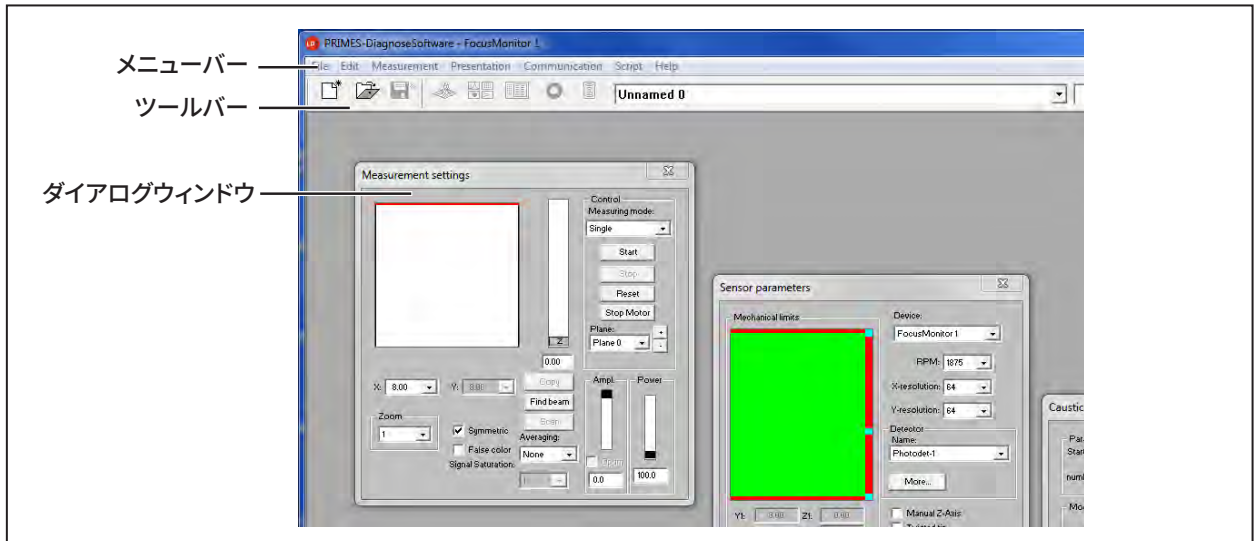 メニューバー
ツールバー
ダイアログウィンドウ
PRIMES-DiagnoseSoftware - FocusMonitor 1
File Edit Measurement Presentation Communication Script Help
Unnamed 0
Measurement settings
Control
Measuring mode:
Single
Start
Stop
Reset
Stop Motor
Plane:
Plane 0
+
-
Z
0.00
X: 8.00 Y: 8.00
Copy
Find beam
Scan
Zoom
1
Symmetric
False color
Averaging:
None
Signal Saturation:
Ampl.
0.0
Power
100.0
Sensor parameters
Mechanical limits
Device:
FocusMonitor 1
RPM: 1875
X-resolution: 64
Y-resolution: 64
Detector
Name:
Photodet-1
More...
Manual Z-Axis
Y1: Z1:
Caustic
Star
num